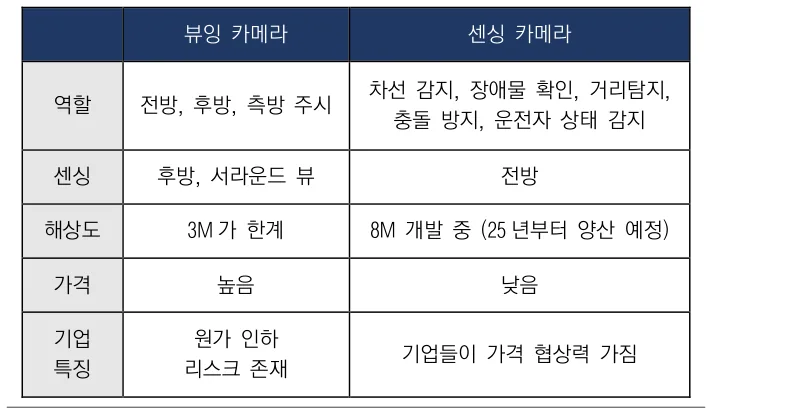 뷰잉 카메라 센싱 카메라
역할 전방, 후방, 측방 주시 차선 감지, 장애물 확인, 거리탐지,
충돌 방지, 운전자 상태 감지
센싱 후방, 서라운드 뷰 전방
해상도 3M가 한계 8M 개발 중 (25년부터 양산 예정)
가격 높음 낮음
기업
특징
원가 인하
리스크 존재
기업들이 가격 협상력 가짐